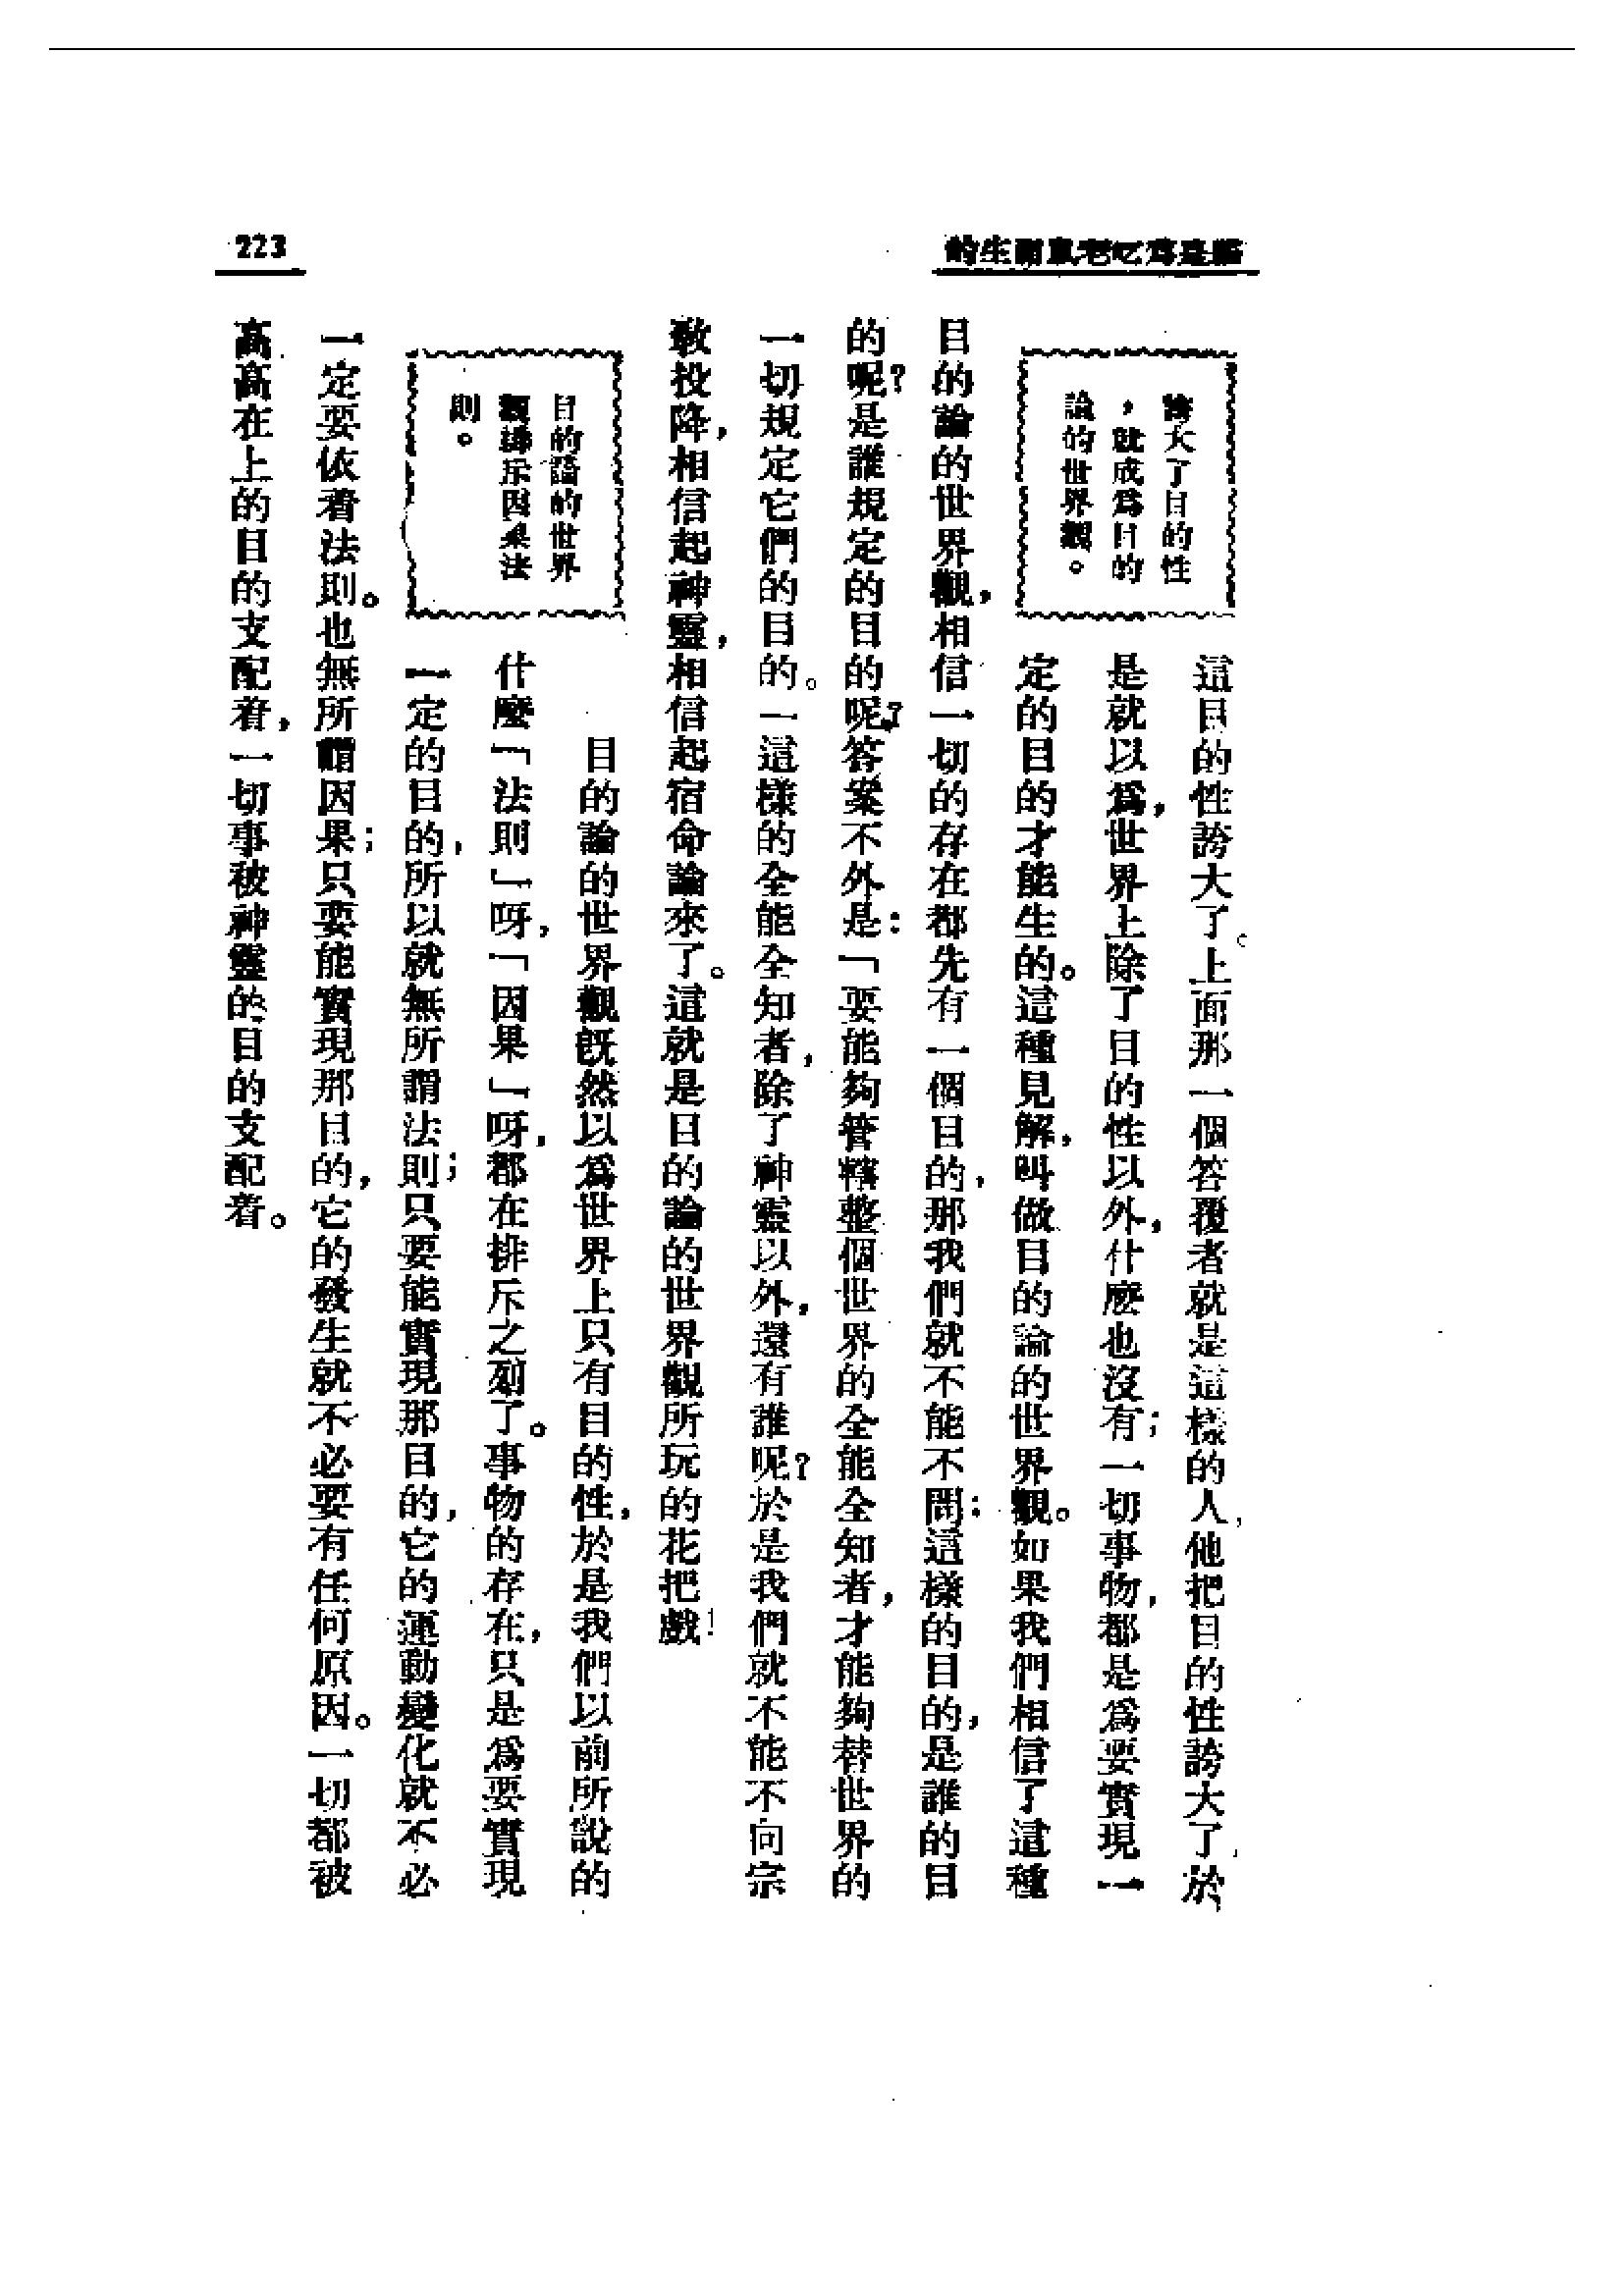 貓是爲吃老鼠而生的
223
誇大了目的性
，就成爲目的
論的世界觀。
這目的性誇大了。上面那一個答覆者就是這樣的人，他把目的性誇大了，於
是就以爲，世界上除了目的性以外，什麼也沒有；一切事物，都是爲要實現一
定的目的才能生的。這種見解，叫做目的論的世界觀。如果我們相信了這種
目的論的世界觀，相信一切的存在都先有一個目的，那我們就不能不問：這樣的目的，是誰的目
的呢？是誰規定的目的呢？答案不外是：「要能夠管轄整個世界的全能全知者，才能夠替世界的
一切規定它們的目的。一這樣的全能全知者，除了神靈以外，還有誰呢？於是我們就不能不向宗
教投降，相信起神靈，相信起宿命論來了。這就是目的論的世界觀所玩的花把戲！
目的論的世界
觀排斥因果法
則。
目的論的世界觀旣然以爲世界上只有目的性，於是我們以前所說的
什麼「法則」呀，「因果」呀，都在排斥之列了。事物的存在，只是爲要實現
一定的目的，所以就無所謂法則；只要能實現那目的，它的運動變化就不必
一定要依着法則。也無所謂因果；只要能實現那目的，它的發生就不必要有任何原因。一切都被
高高在上的目的支配着，一切事被神靈的目的支配着。